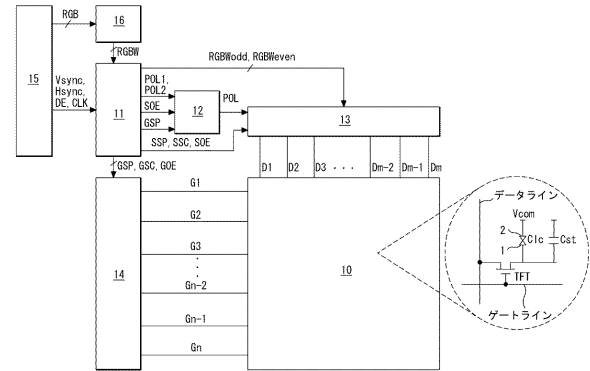 RGB
16
RGBW
15
Vsync,
Hsync,
DE, CLK
11
POL1,
POL2
SOE
GSP
12
POL
RGBWodd, RGBWeven
13
SSP, SSC, SOE
GSP, GSC, GOE
D1
D2
D3
・・・
Dm-2
Dm-1
Dm
14
G1
G2
G3
Gn-2
Gn-1
Gn
10
データライン
Vcom
2
1
Clc
Cst
TFT
ゲートライン